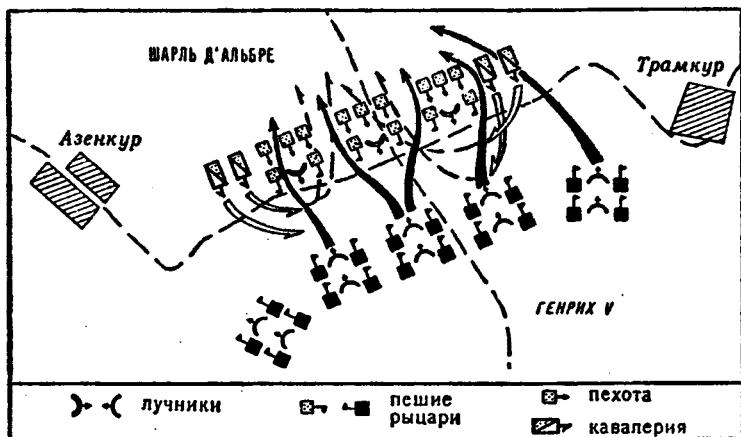 ШАРЛЬ Д'АЛЬБРЕ
Трамкур
Азенкур
ГЕНРИХ V
лучники
пешие
рыцари
пехота
кавалерия